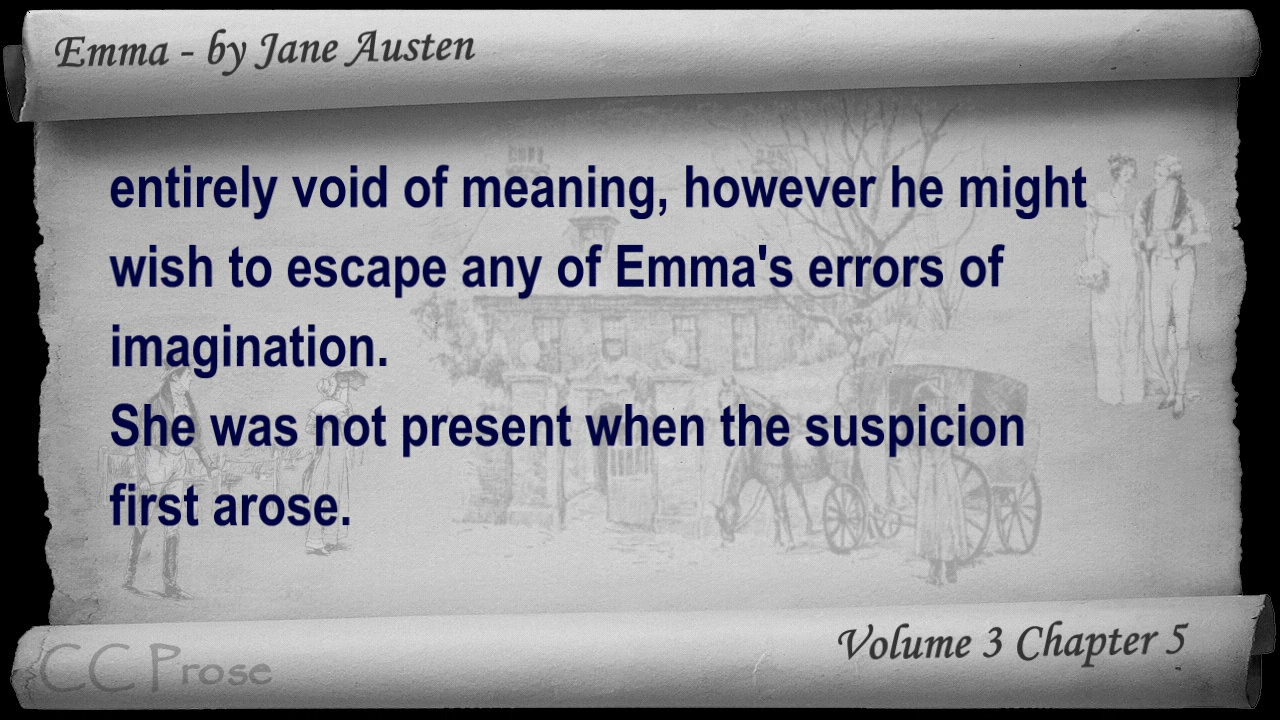 Emma - by Jane Austen
entirely void of meaning, however he might
wish to escape any of Emma's errors of
imagination.
She was not present when the suspicion
first arose.
Volume 3 Chapter 5
CC Prose